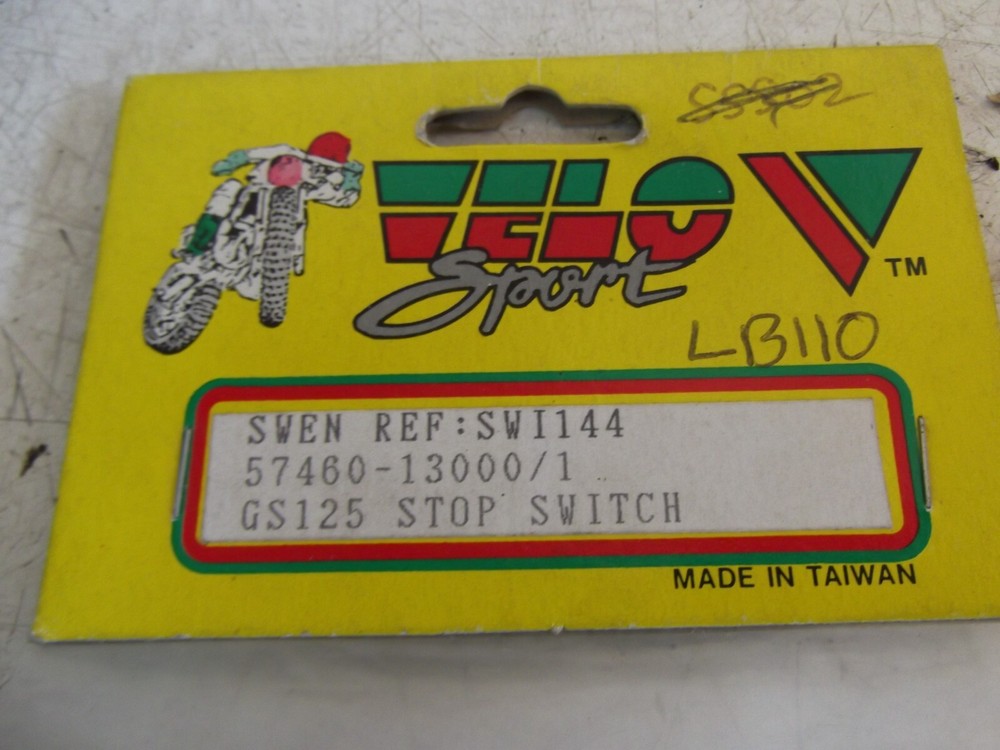 VELO V
Sport
TM
LB110
SWEN REF:SWI144
57460-13000/1
GS125 STOP SWITCH
MADE IN TAIWAN